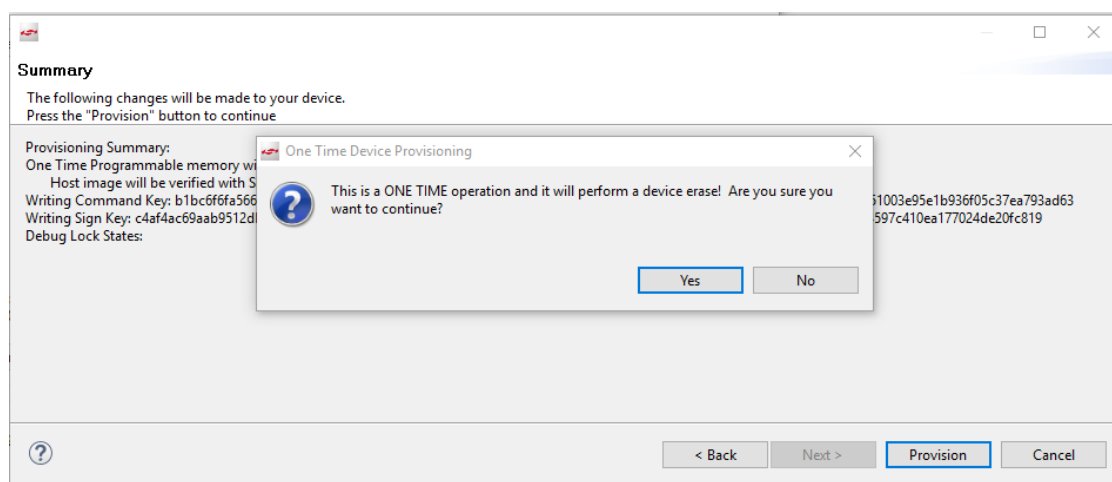 Summary
The following changes will be made to your device.
Press the "Provision" button to continue
Provisioning Summary:
One Time Programmable memory wi
Host image will be verified with S
Writing Command Key: b1bc6f6fa566
51003e95e1b936f05c37ea793ad63
Writing Sign Key: c4af4ac69aab9512d
597c410ea177024de20fc819
Debug Lock States:
One Time Device Provisioning
This is a ONE TIME operation and it will perform a device erase! Are you sure you
want to continue?
Yes No
< Back Next > Provision Cancel